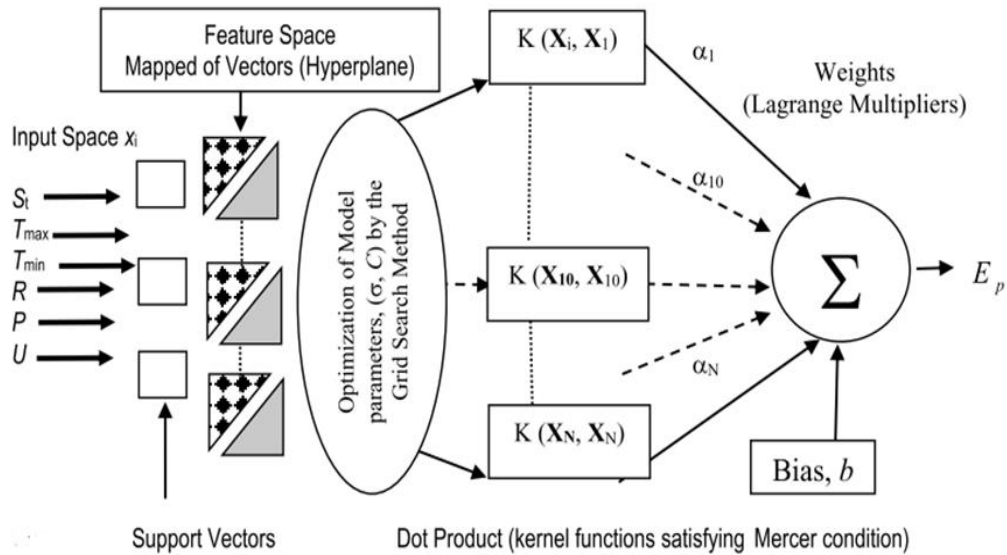 Feature Space
Mapped of Vectors (Hyperplane)
Input Space xi
St
Tmax
Tmin
R
P
U
Support Vectors
Optimization of Model
parameters, (σ, C) by the
Grid Search Method
K (Xi, X1)
K (X10, X10)
K (XN, XN)
Dot Product (kernel functions satisfying Mercer condition)
α1
α10
αN
Weights
(Lagrange Multipliers)
Σ
Ep
Bias, b